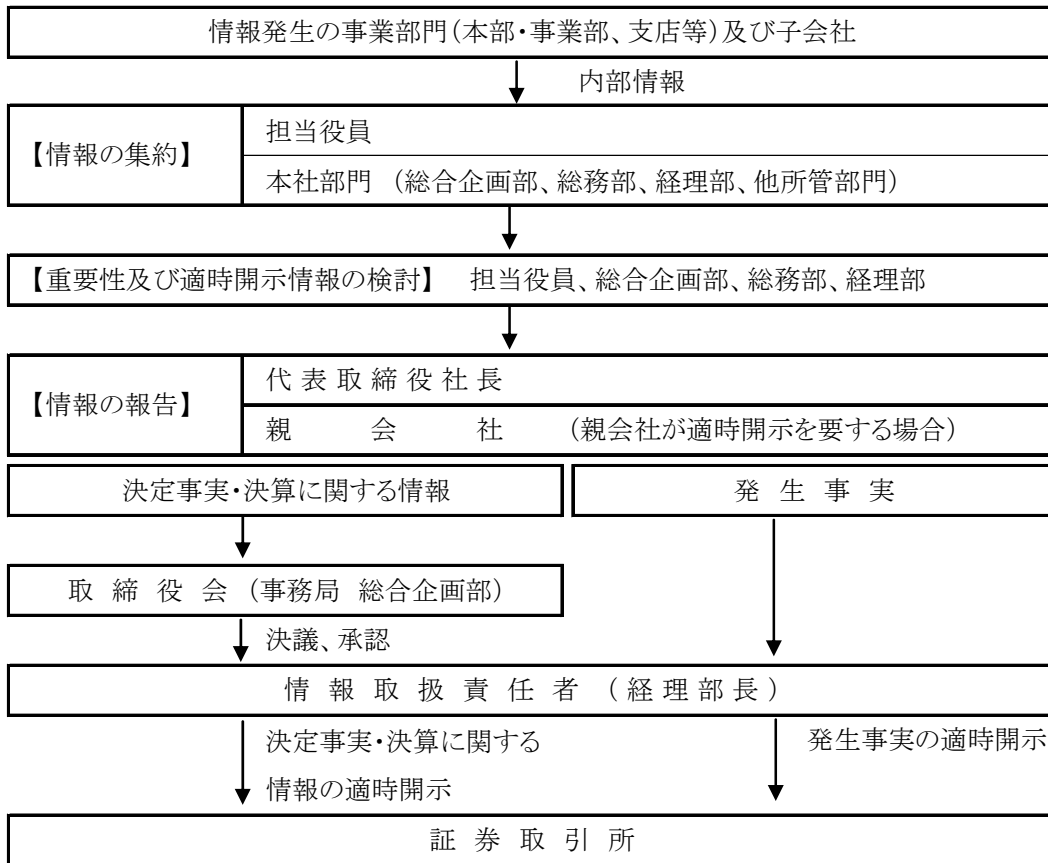 情報発生の事業部門(本部・事業部、支店等)及び子会社
内部情報
【情報の集約】
担当役員
本社部門 (総合企画部、総務部、経理部、他所管部門)
【重要性及び適時開示情報の検討】 担当役員、総合企画部、総務部、経理部
【情報の報告】
代表取締役社長
親会社 (親会社が適時開示を要する場合)
決定事実・決算に関する情報
発生事実
取締役会(事務局 総合企画部)
決議、承認
情報取扱責任者(経理部長)
決定事実・決算に関する
情報の適時開示
発生事実の適時開示
証券取引所